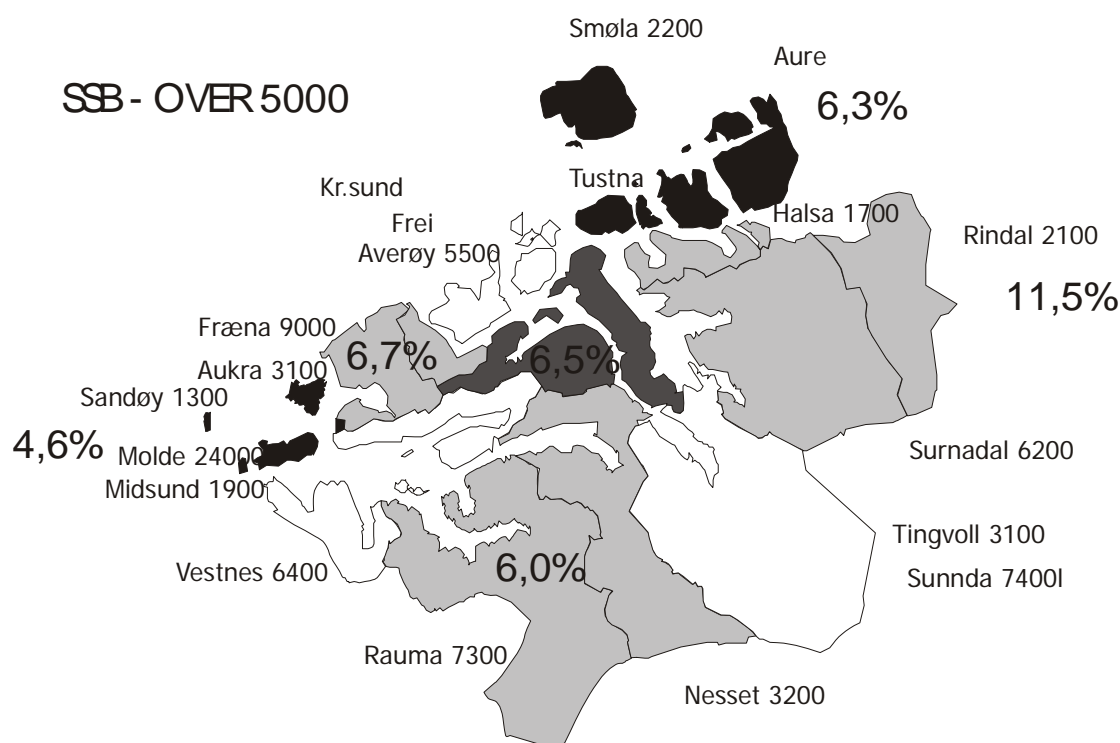 Smøla 2200
Aure
SSB - OVER 5000
6,3%
Tustna
Kr.sund
Halsa 1700
Frei
Rindal 2100
Averøy 5500
11,5%
Fræna 9000
6,7%
6,5%
Aukra 3100
Sandøy 1300
4,6%
Molde 24000
Surnadal 6200
Midsund 1900
Tingvoll 3100
Vestnes 6400
6,0%
Sunnda 7400l
Rauma 7300
Nesset 3200